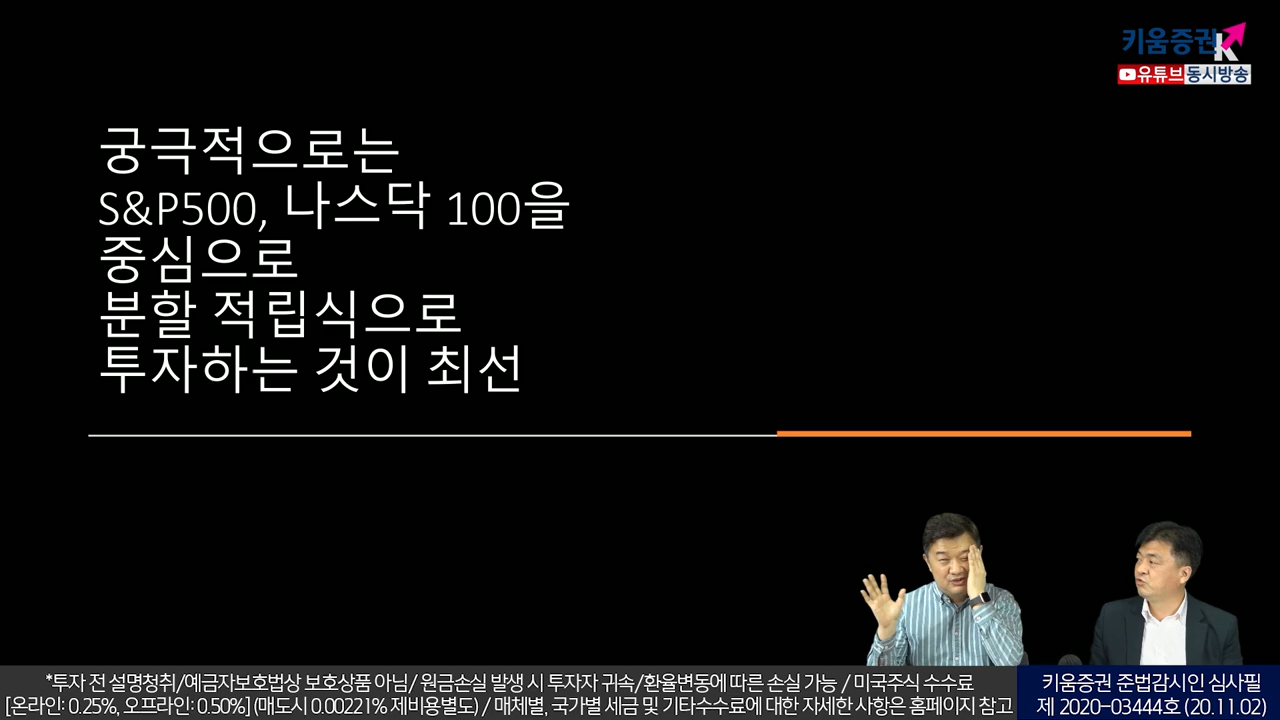 키움증권
유튜브 동시방송
궁극적으로는
S&P500, 나스닥 100을
중심으로
분할 적립식으로
투자하는 것이 최선
*투자 전 설명청취/예금자보호법상 보호상품 아님/ 원금손실 발생 시 투자자 귀속/환율변동에 따른 손실 가능 / 미국주식 수수료
[온라인: 0.25%, 오프라인: 0.50%] (매도시 0.00221% 제비용별도) / 매체별, 국가별 세금 및 기타수수료에 대한 자세한 사항은 홈페이지 참고
키움증권 준법감시인 심사필
제 2020-03444호 (20.11.02)